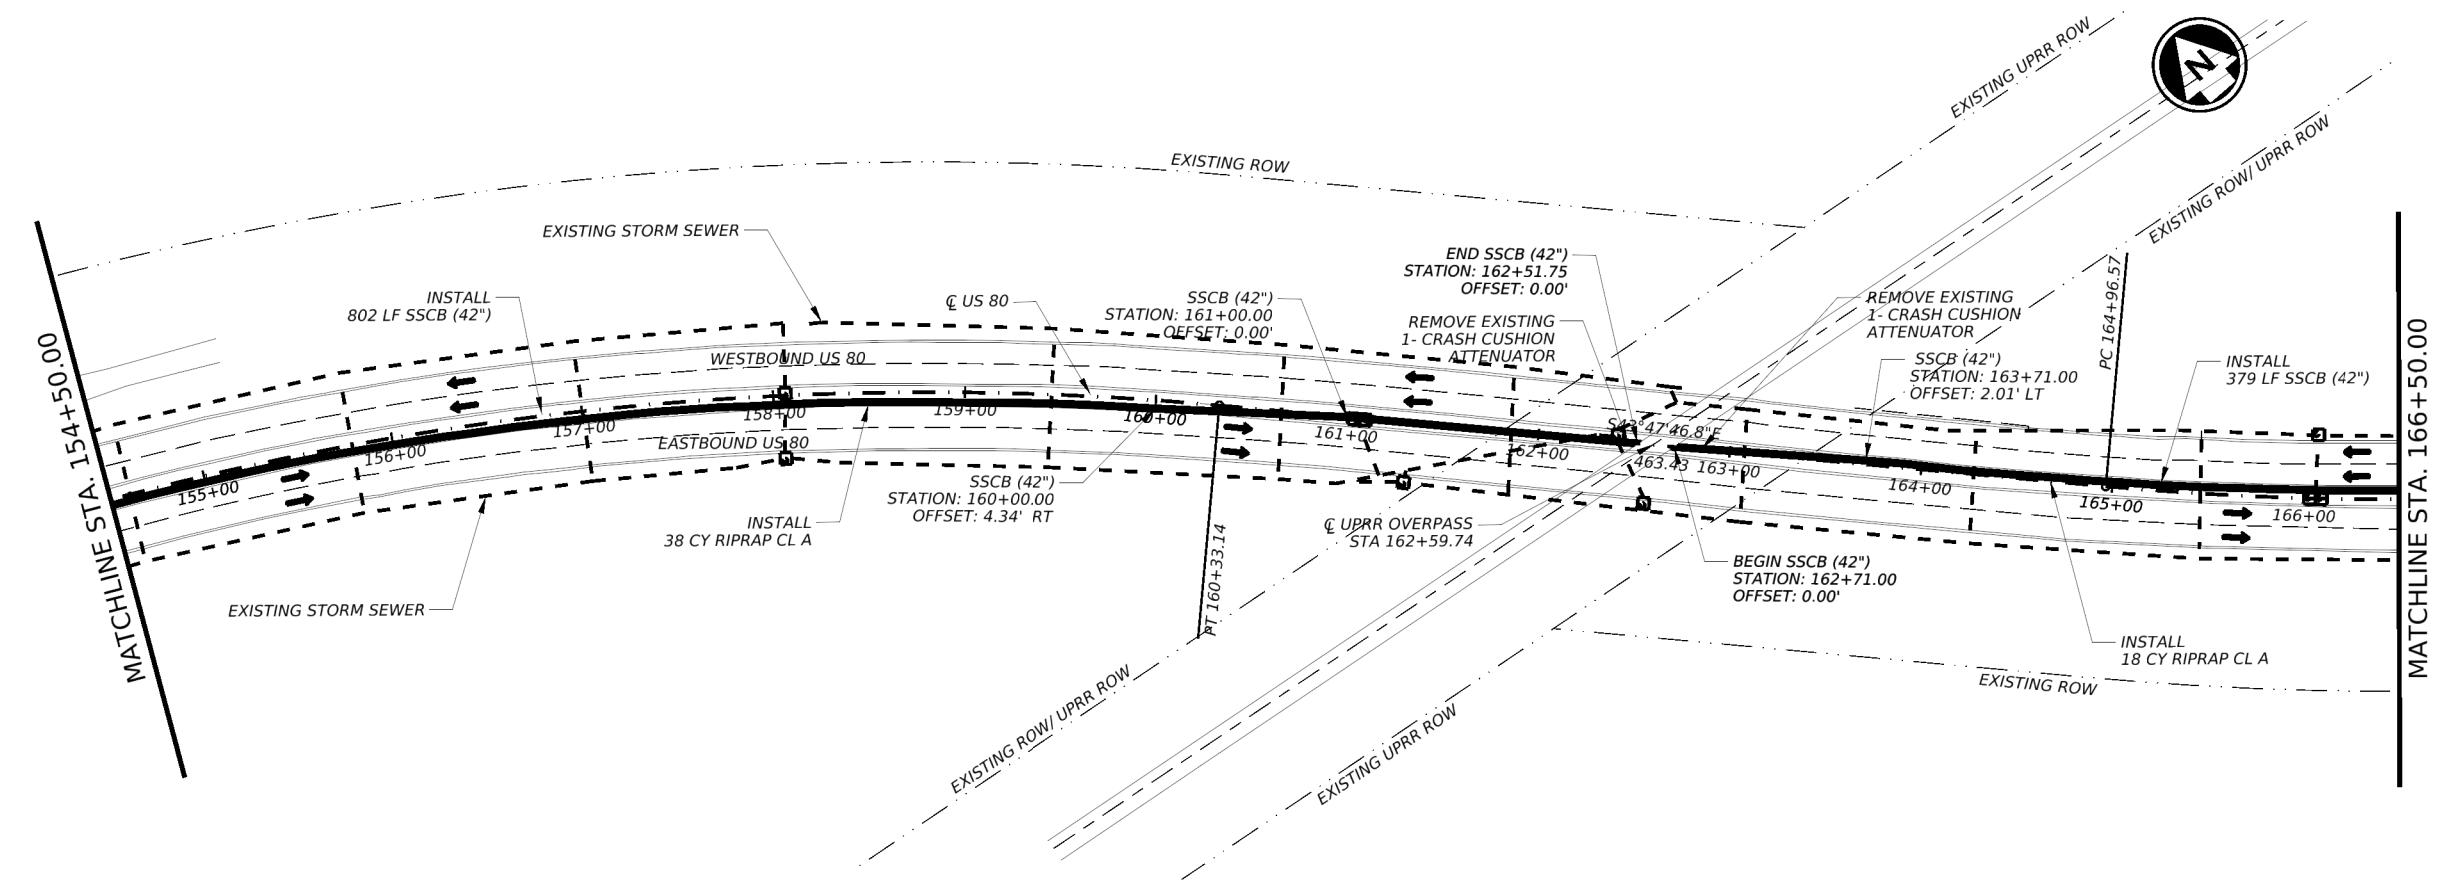 N
EXISTING UPRR ROW
EXISTING ROW/ UPRR ROW
EXISTING ROW
EXISTING STORM SEWER
END SSCB (42")
STATION: 162+51.75
OFFSET: 0.00'
INSTALL
802 LF SSCB (42")
℄ US 80
SSCB (42")
STATION: 161+00.00
OFFSET: 0.00'
REMOVE EXISTING
1- CRASH CUSHION
ATTENUATOR
REMOVE EXISTING
1- CRASH CUSHION
ATTENUATOR
PC 164+96.57
SSCB (42")
STATION: 163+71.00
OFFSET: 2.01' LT
INSTALL
379 LF SSCB (42")
MATCHLINE STA. 154+50.00
MATCHLINE STA. 166+50.00
WESTBOUND US 80
EASTBOUND US 80
155+00
156+00
157+00
158+00
159+00
160+00
161+00
162+00
S43°47'46.8"E
463.43
163+00
164+00
165+00
166+00
SSCB (42")
STATION: 160+00.00
OFFSET: 4.34' RT
INSTALL
38 CY RIPRAP CL A
℄ UPRR OVERPASS
STA 162+59.74
PT 160+33.14
BEGIN SSCB (42")
STATION: 162+71.00
OFFSET: 0.00'
EXISTING STORM SEWER
INSTALL
18 CY RIPRAP CL A
EXISTING ROW
EXISTING ROW/ UPRR ROW
EXISTING UPRR ROW